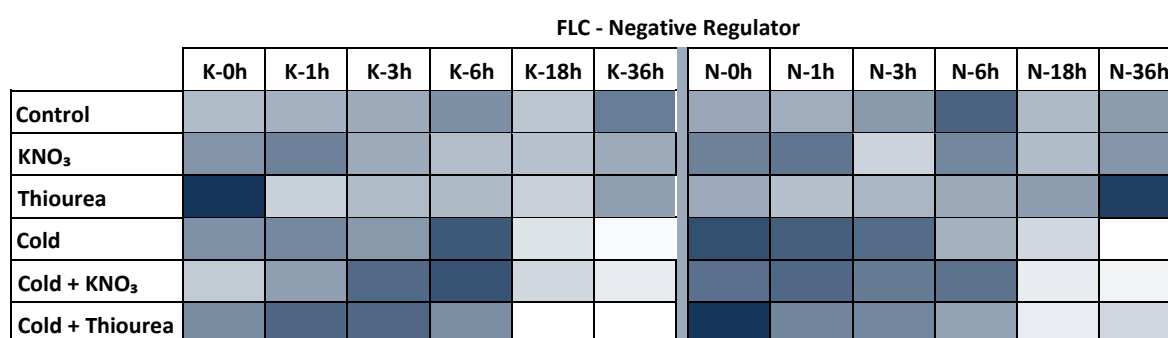 FLC - Negative Regulator
K-0h K-1h K-3h K-6h K-18h K-36h N-0h N-1h N-3h N-6h N-18h N-36h
Control
KNO₃
Thiourea
Cold
Cold + KNO₃
Cold + Thiourea